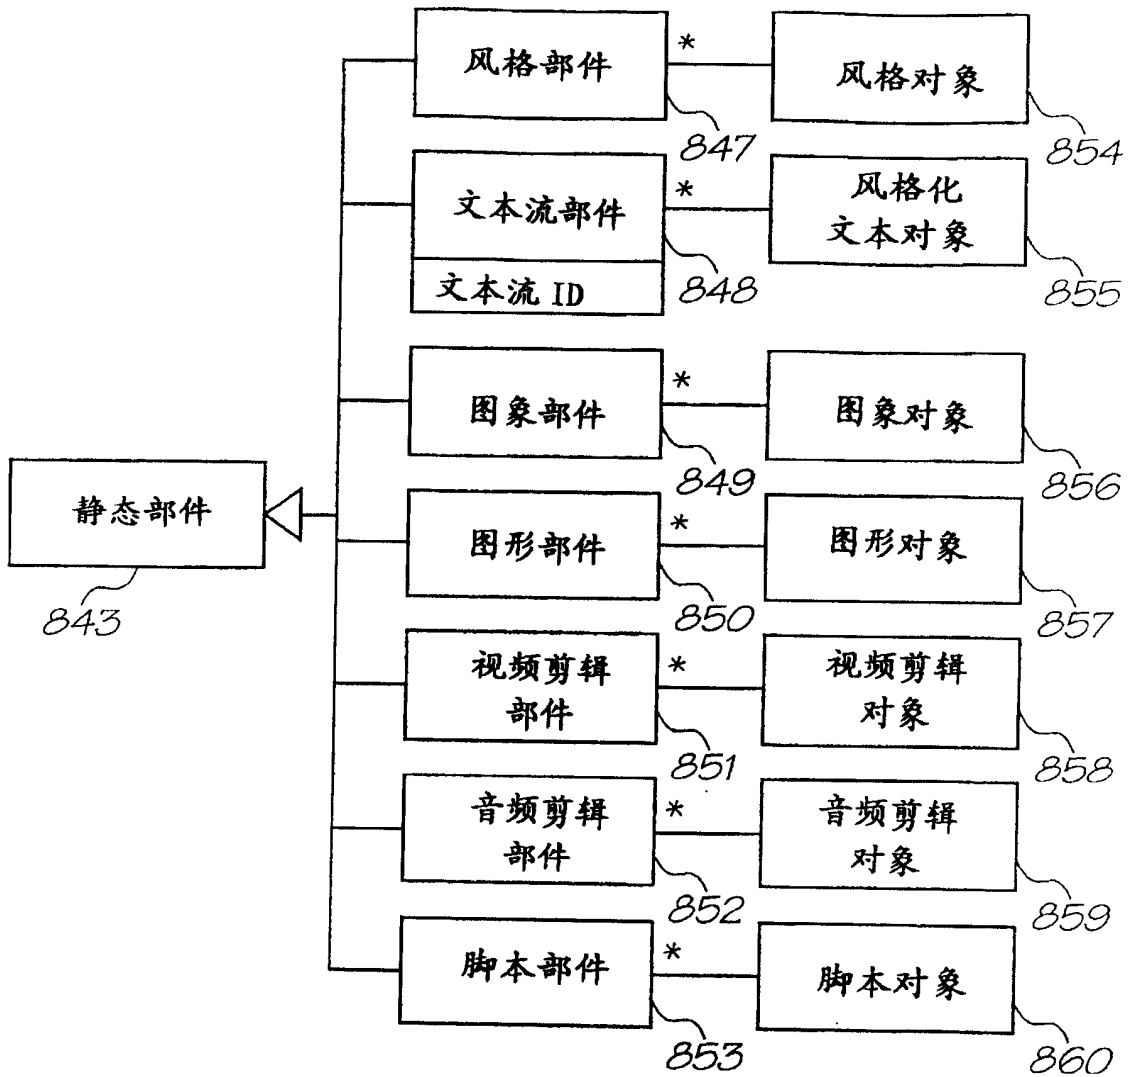 风格部件
*
风格对象
847
854
文本流部件
*
风格化
文本对象
文本流 ID
848
855
图象部件
*
图象对象
849
856
静态部件
843
图形部件
*
图形对象
850
857
视频剪辑
部件
*
视频剪辑
对象
851
858
音频剪辑
部件
*
音频剪辑
对象
852
859
脚本部件
*
脚本对象
853
860